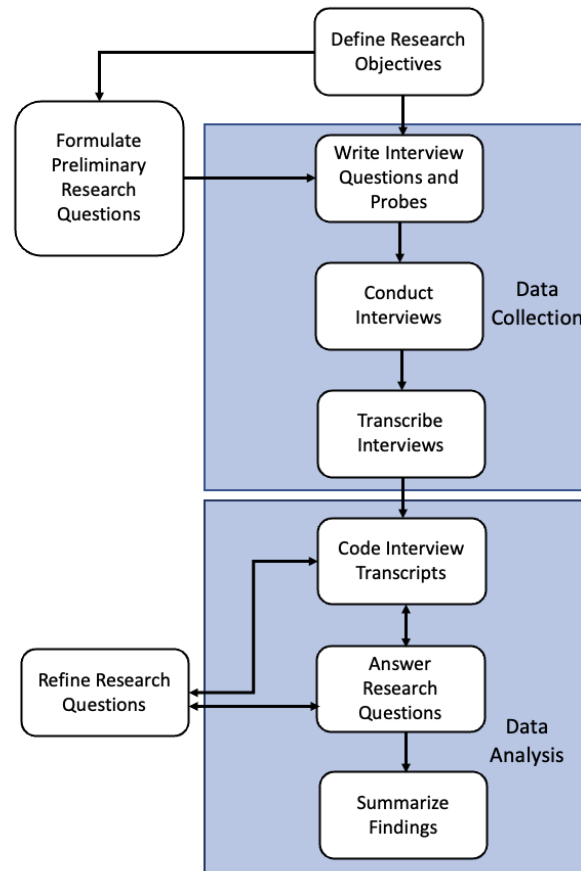 Define Research
Objectives
Formulate
Preliminary
Research
Questions
Write Interview
Questions and
Probes
Conduct
Interviews
Data
Collection
Transcribe
Interviews
Code Interview
Transcripts
Refine Research
Questions
Answer
Research
Questions
Data
Analysis
Summarize
Findings